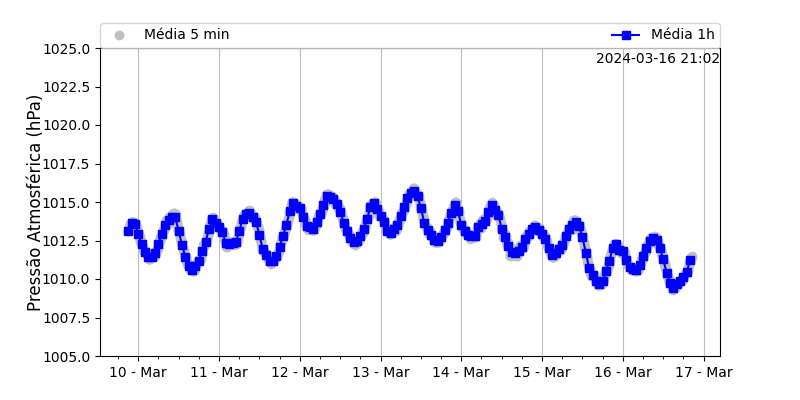 Média 5 min
Média 1h
2024-03-16 21:02
Pressão Atmosférica (hPa)
1025.0
1022.5
1020.0
1017.5
1015.0
1012.5
1010.0
1007.5
1005.0
10 - Mar
11 - Mar
12 - Mar
13 - Mar
14 - Mar
15 - Mar
16 - Mar
17 - Mar